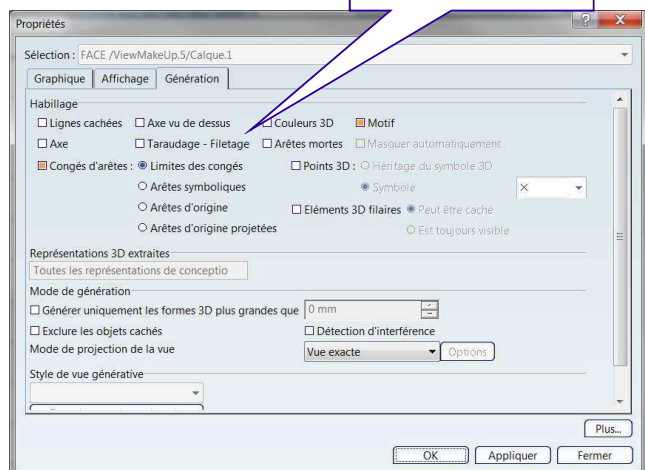 Propriétés
Sélection : FACE /ViewMakeUp.5/Calque.1
Graphique Affichage Génération
Habillage
Lignes cachées Axe vu de dessus Couleurs 3D Motif
Axe Taraudage - Filetage Arêtes mortes Masquer automatiquement
Congés d'arêtes : Limites des congés Points 3D : Héritage du symbole 3D
Arêtes symboliques Symbole
Arêtes d'origine Eléments 3D filaires Peut être caché
Arêtes d'origine projetées Est toujours visible
Représentations 3D extraites
Toutes les représentations de conceptio
Mode de génération
Générer uniquement les formes 3D plus grandes que 0 mm
Exclure les objets cachés Détection d'interférence
Mode de projection de la vue Vue exacte Options
Style de vue générative
Plus...
OK Appliquer Fermer